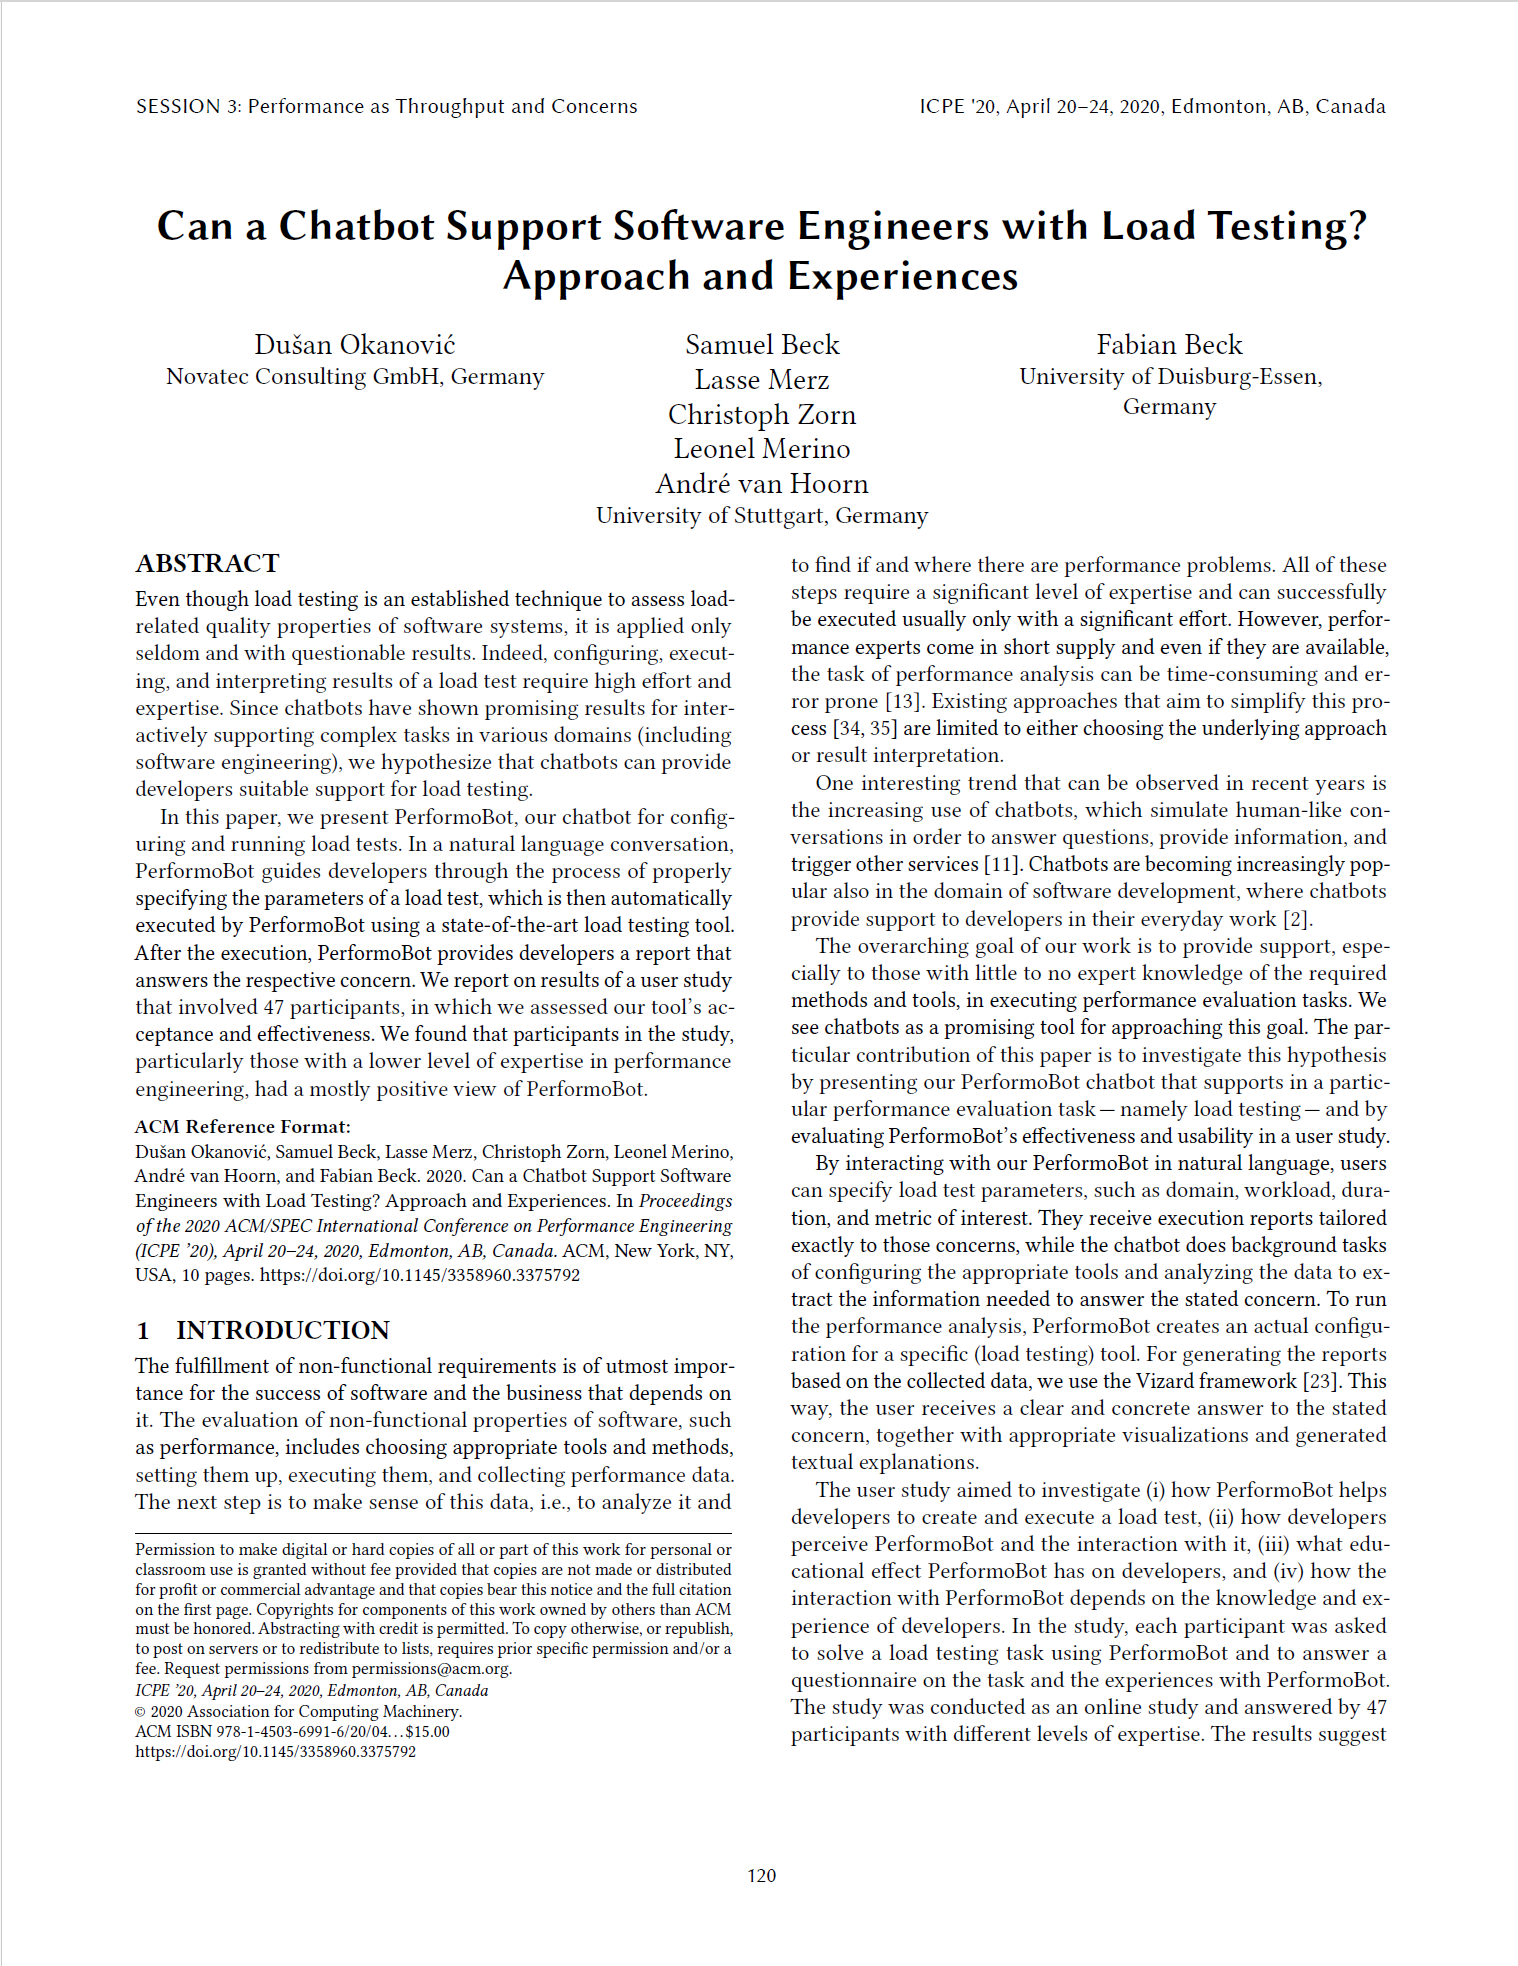 SESSION 3: Performance as Throughput and Concerns
ICPE '20, April 20–24, 2020, Edmonton, AB, Canada
Can a Chatbot Support Software Engineers with Load Testing?
Approach and Experiences
Dušan Okanović
Novatec Consulting GmbH, Germany
Samuel Beck
Lasse Merz
Christoph Zorn
Leonel Merino
André van Hoorn
University of Stuttgart, Germany
Fabian Beck
University of Duisburg-Essen,
Germany
ABSTRACT
Even though load testing is an established technique to assess load-
related quality properties of software systems, it is applied only
seldom and with questionable results. Indeed, configuring, execut-
ing, and interpreting results of a load test require high effort and
expertise. Since chatbots have shown promising results for inter-
actively supporting complex tasks in various domains (including
software engineering), we hypothesize that chatbots can provide
developers suitable support for load testing.
In this paper, we present PerformoBot, our chatbot for config-
uring and running load tests. In a natural language conversation,
PerformoBot guides developers through the process of properly
specifying the parameters of a load test, which is then automatically
executed by PerformoBot using a state-of-the-art load testing tool.
After the execution, PerformoBot provides developers a report that
answers the respective concern. We report on results of a user study
that involved 47 participants, in which we assessed our tool's ac-
ceptance and effectiveness. We found that participants in the study,
particularly those with a lower level of expertise in performance
engineering, had a mostly positive view of PerformoBot.
ACM Reference Format:
Dušan Okanović, Samuel Beck, Lasse Merz, Christoph Zorn, Leonel Merino,
André van Hoorn, and Fabian Beck. 2020. Can a Chatbot Support Software
Engineers with Load Testing? Approach and Experiences. In Proceedings
of the 2020 ACM/SPEC International Conference on Performance Engineering
(ICPE '20), April 20–24, 2020, Edmonton, AB, Canada. ACM, New York, NY,
USA, 10 pages. https://doi.org/10.1145/3358960.3375792
1 INTRODUCTION
The fulfillment of non-functional requirements is of utmost impor-
tance for the success of software and the business that depends on
it. The evaluation of non-functional properties of software, such
as performance, includes choosing appropriate tools and methods,
setting them up, executing them, and collecting performance data.
The next step is to make sense of this data, i.e., to analyze it and
Permission to make digital or hard copies of all or part of this work for personal or
classroom use is granted without fee provided that copies are not made or distributed
for profit or commercial advantage and that copies bear this notice and the full citation
on the first page. Copyrights for components of this work owned by others than ACM
must be honored. Abstracting with credit is permitted. To copy otherwise, or republish,
to post on servers or to redistribute to lists, requires prior specific permission and/or a
fee. Request permissions from permissions@acm.org.
ICPE '20, April 20–24, 2020, Edmonton, AB, Canada
© 2020 Association for Computing Machinery.
ACM ISBN 978-1-4503-6991-6/20/04...$15.00
https://doi.org/10.1145/3358960.3375792
to find if and where there are performance problems. All of these
steps require a significant level of expertise and can successfully
be executed usually only with a significant effort. However, perfor-
mance experts come in short supply and even if they are available,
the task of performance analysis can be time-consuming and er-
ror prone [13]. Existing approaches that aim to simplify this pro-
cess [34, 35] are limited to either choosing the underlying approach
or result interpretation.
One interesting trend that can be observed in recent years is
the increasing use of chatbots, which simulate human-like con-
versations in order to answer questions, provide information, and
trigger other services [11]. Chatbots are becoming increasingly pop-
ular also in the domain of software development, where chatbots
provide support to developers in their everyday work [2].
The overarching goal of our work is to provide support, espe-
cially to those with little to no expert knowledge of the required
methods and tools, in executing performance evaluation tasks. We
see chatbots as a promising tool for approaching this goal. The par-
ticular contribution of this paper is to investigate this hypothesis
by presenting our PerformoBot chatbot that supports in a partic-
ular performance evaluation task — namely load testing — and by
evaluating PerformoBot's effectiveness and usability in a user study.
By interacting with our PerformoBot in natural language, users
can specify load test parameters, such as domain, workload, dura-
tion, and metric of interest. They receive execution reports tailored
exactly to those concerns, while the chatbot does background tasks
of configuring the appropriate tools and analyzing the data to ex-
tract the information needed to answer the stated concern. To run
the performance analysis, PerformoBot creates an actual configu-
ration for a specific (load testing) tool. For generating the reports
based on the collected data, we use the Vizard framework [23]. This
way, the user receives a clear and concrete answer to the stated
concern, together with appropriate visualizations and generated
textual explanations.
The user study aimed to investigate (i) how PerformoBot helps
developers to create and execute a load test, (ii) how developers
perceive PerformoBot and the interaction with it, (iii) what edu-
cational effect PerformoBot has on developers, and (iv) how the
interaction with PerformoBot depends on the knowledge and ex-
perience of developers. In the study, each participant was asked
to solve a load testing task using PerformoBot and to answer a
questionnaire on the task and the experiences with PerformoBot.
The study was conducted as an online study and answered by 47
participants with different levels of expertise. The results suggest
120